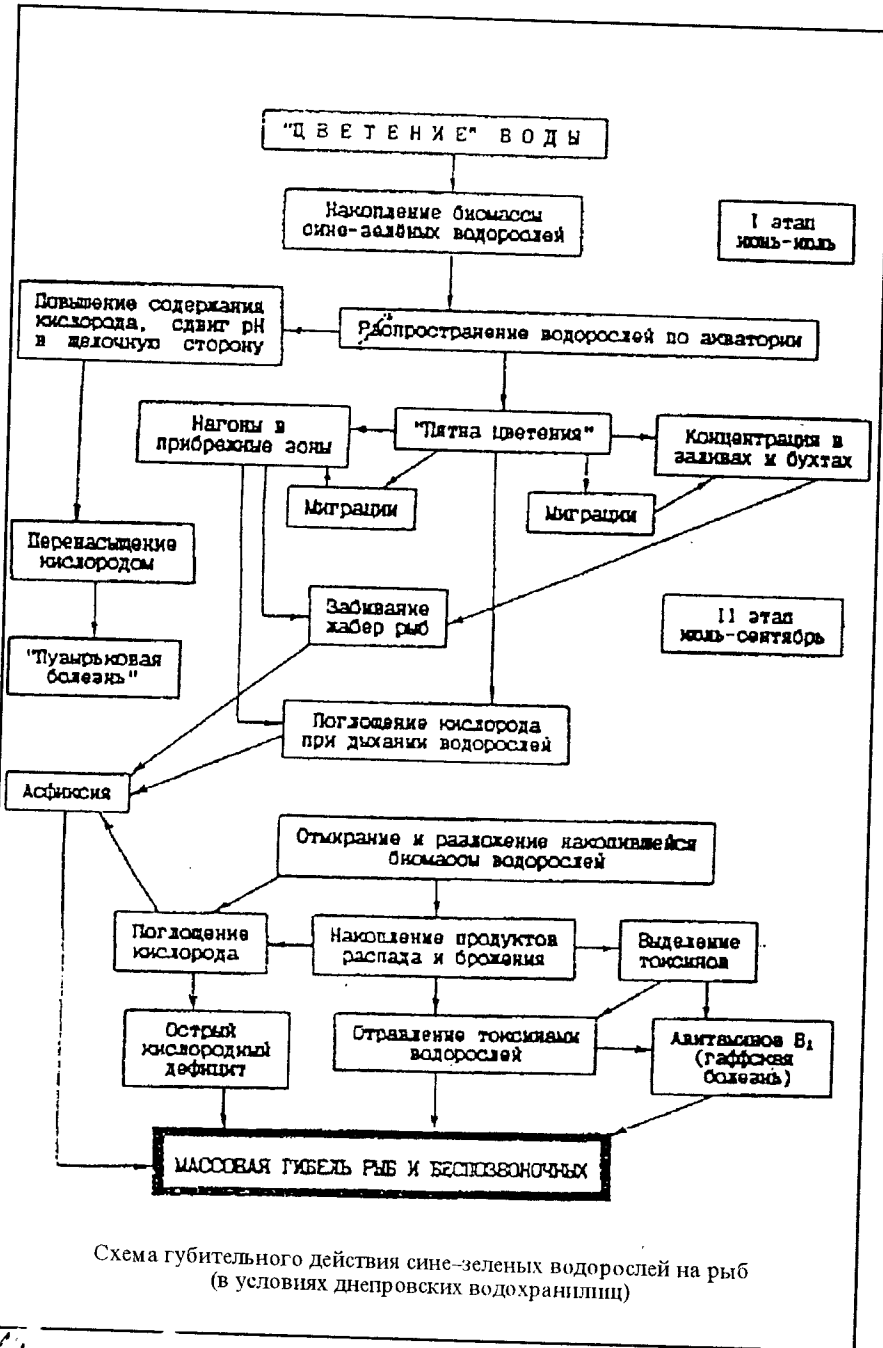 "ЦВЕТЕНИЕ" ВОДЫ
Накопление биомассы
сине-зелёных водорослей
I этап
июнь-июль
Повышение содержания
кислорода, сдвиг pH
в щелочную сторону
Распространение водорослей по акватории
Нагоны в
прибрежные зоны
"Пятна цветения"
Концентрация в
заливах и бухтах
Миграции
Миграции
Перенасыщение
кислородом
Забивание
жабер рыб
II этап
июль-сентябрь
"Пузырьковая
болезнь"
Поглощение кислорода
при дыхании водорослей
Асфиксия
Отмирание и разложение накопившейся
биомассы водорослей
Поглощение
кислорода
Накопление продуктов
распада и брожения
Выделение
токсинов
Острый
кислородный
дефицит
Отравление токсинами
водорослей
Авитаминоз B₁
(гаффская
болезнь)
МАССОВАЯ ГИБЕЛЬ РЫБ И БЕСПОЗВОНОЧНЫХ
Схема губительного действия сине-зеленых водорослей на рыб
(в условиях днепровских водохранилищ)